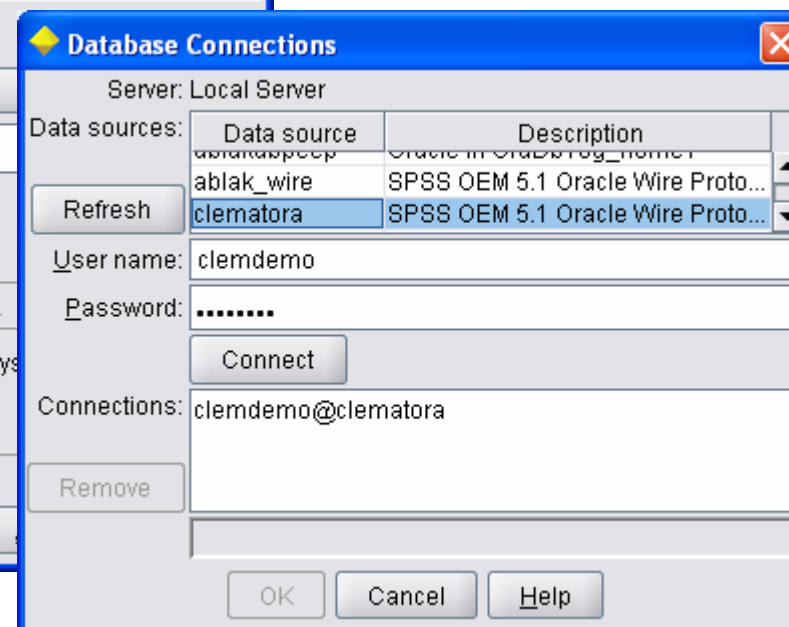 Database Connections
Server: Local Server
Data sources:
Data source Description
ablak_wire SPSS OEM 5.1 Oracle Wire Proto...
Refresh
clematora SPSS OEM 5.1 Oracle Wire Proto...
User name: clemdemo
Password: ••••••••
Connect
Connections: clemdemo@clematora
Remove
OK Cancel Help